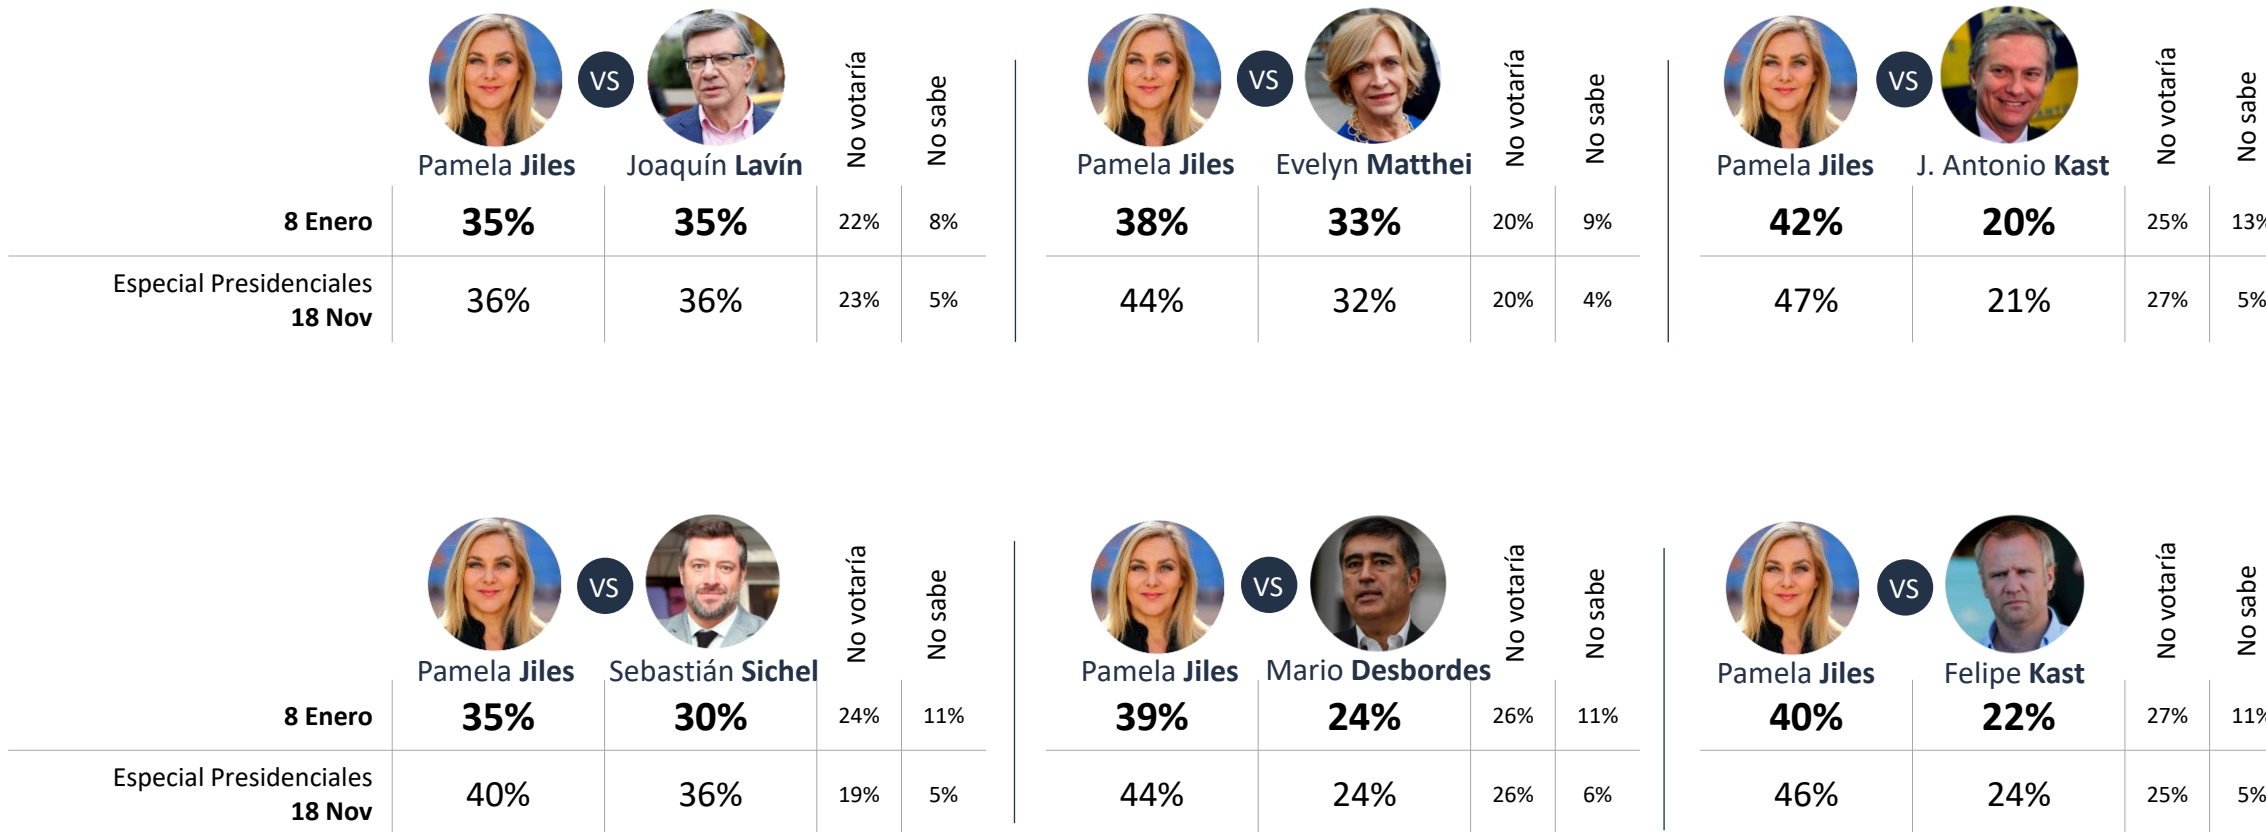 VS
No votaría
No sabe
VS
No votaría
No sabe
VS
No votaría
No sabe
Pamela Jiles
Joaquín Lavín
Pamela Jiles
Evelyn Matthei
Pamela Jiles
J. Antonio Kast
8 Enero
35%
35%
22%
8%
38%
33%
20%
9%
42%
20%
25%
13%
Especial Presidenciales
18 Nov
36%
36%
23%
5%
44%
32%
20%
4%
47%
21%
27%
5%
VS
No votaría
No sabe
VS
No votaría
No sabe
VS
No votaría
No sabe
Pamela Jiles
Sebastián Sichel
Pamela Jiles
Mario Desbordes
Pamela Jiles
Felipe Kast
8 Enero
35%
30%
24%
11%
39%
24%
26%
11%
40%
22%
27%
11%
Especial Presidenciales
18 Nov
40%
36%
19%
5%
44%
24%
26%
6%
46%
24%
25%
5%